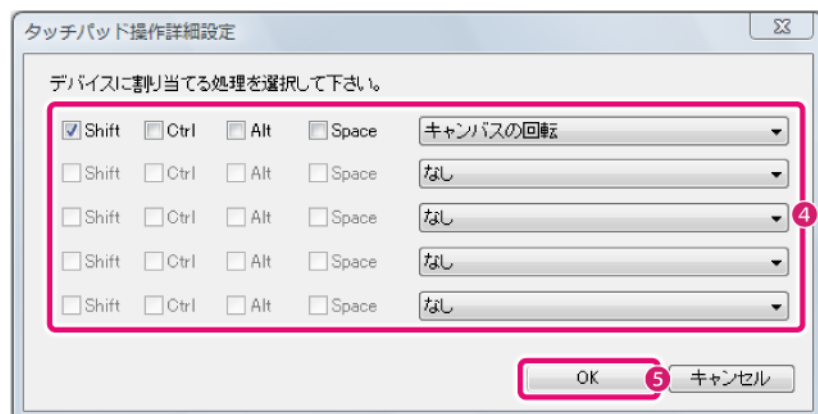 タッチパッド操作詳細設定
デバイスに割り当てる処理を選択して下さい。
Shift Ctrl Alt Space キャンバスの回転
Shift Ctrl Alt Space なし
Shift Ctrl Alt Space なし
4
Shift Ctrl Alt Space なし
Shift Ctrl Alt Space なし
OK 5 キャンセル